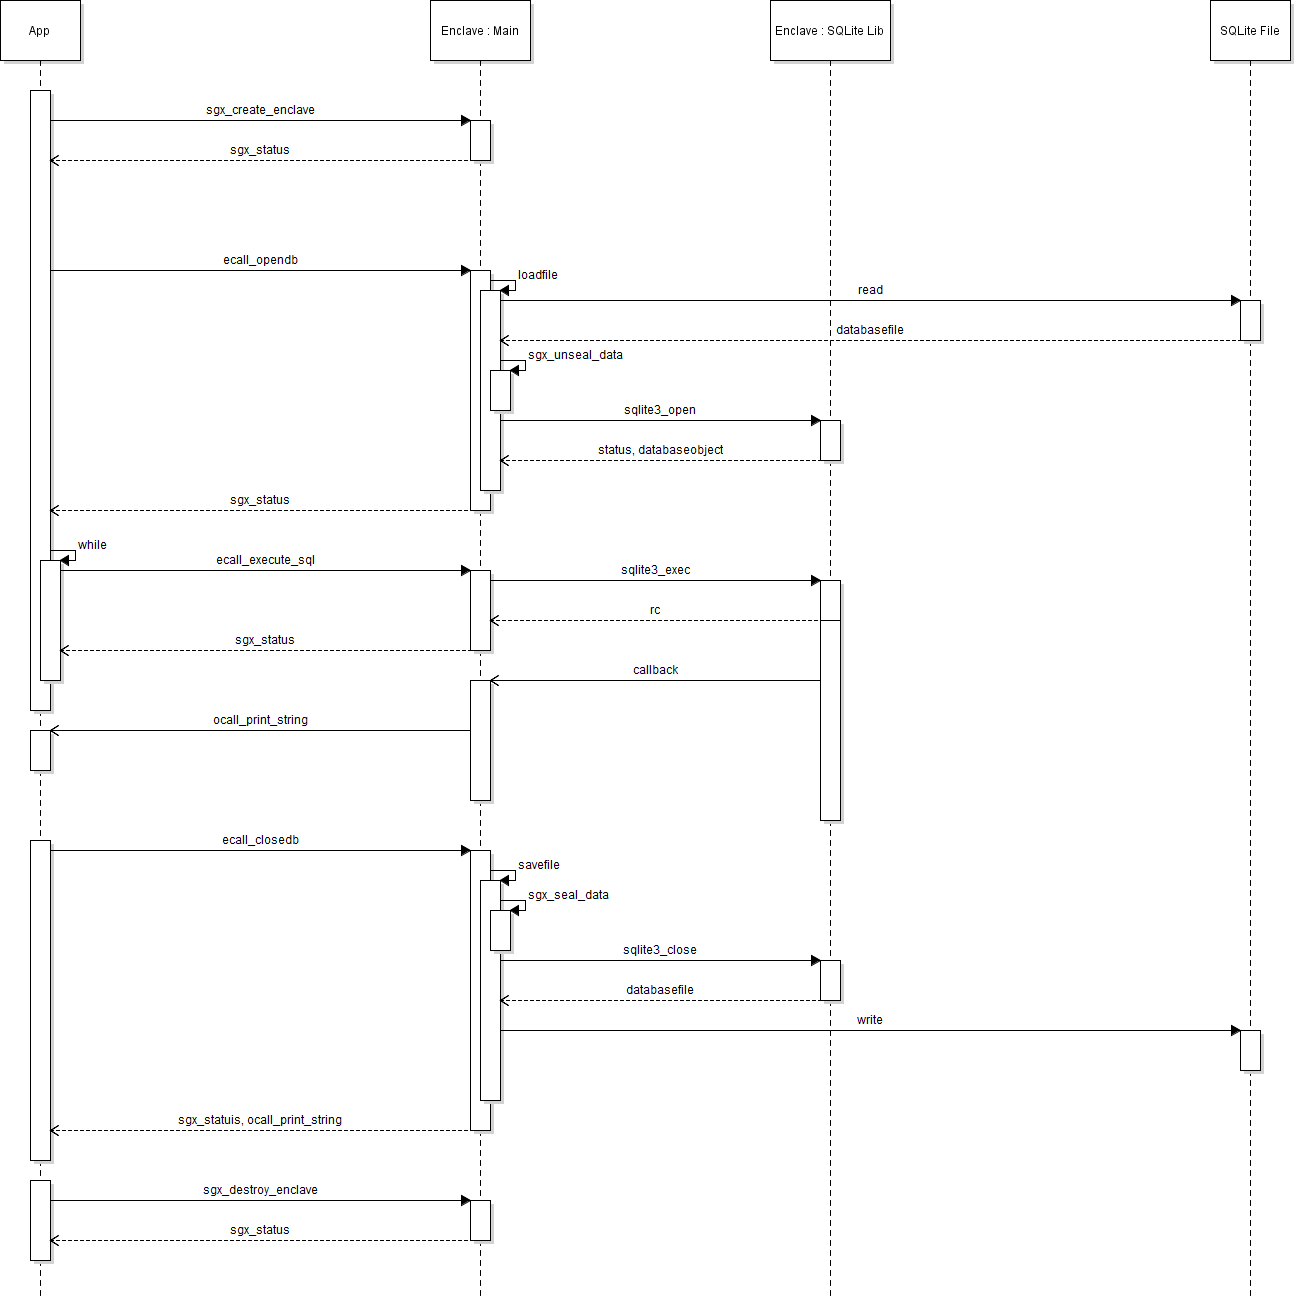 App
Enclave : Main
Enclave : SQLite Lib
SQLite File
sgx_create_enclave
sgx_status
ecall_opendb
loadfile
read
databasefile
sgx_unseal_data
sqlite3_open
status, databaseobject
sgx_status
while
ecall_execute_sql
sqlite3_exec
rc
sgx_status
callback
ocall_print_string
ecall_closedb
savefile
sgx_seal_data
sqlite3_close
databasefile
write
sgx_statuis, ocall_print_string
sgx_destroy_enclave
sgx_status